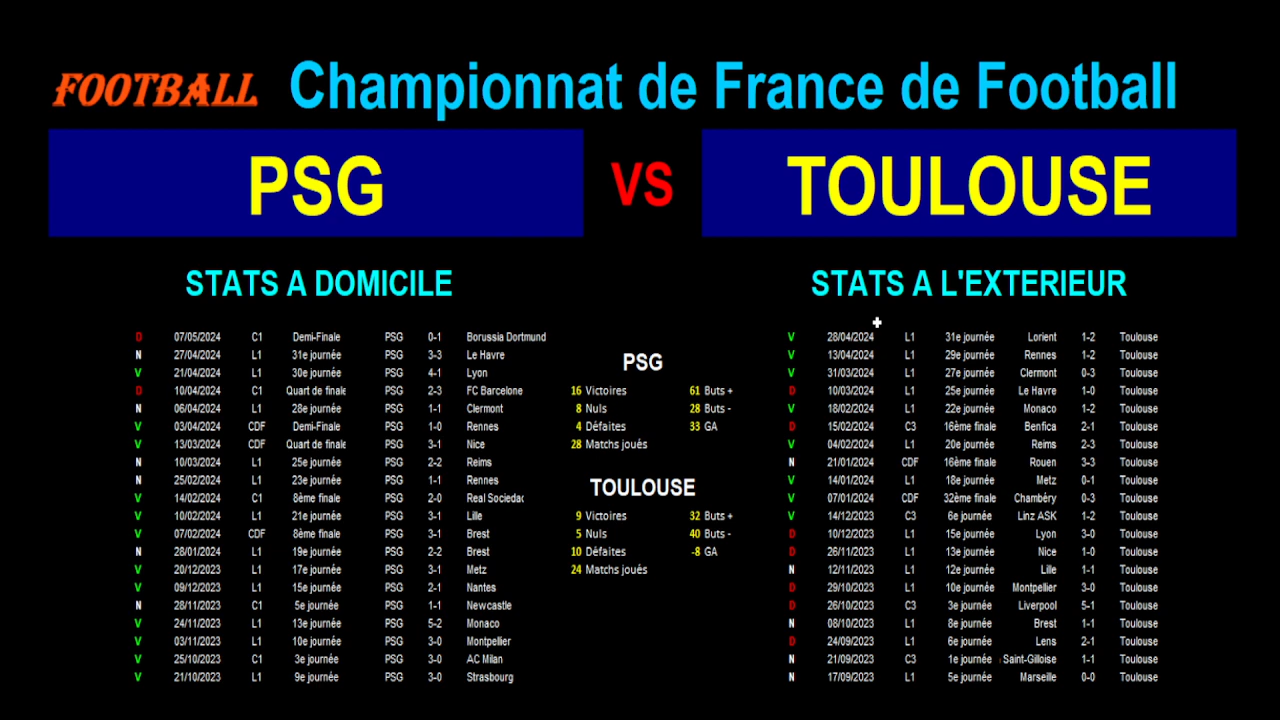 FOOTBALL Championnat de France de Football
PSG VS TOULOUSE
STATS A DOMICILE
D 07/05/2024 C1 Demi-Finale PSG 0-1 Borussia Dortmund
N 27/04/2024 L1 31e journée PSG 3-3 Le Havre
V 21/04/2024 L1 30e journée PSG 4-1 Lyon
D 10/04/2024 C1 Quart de finale PSG 2-3 FC Barcelone
N 06/04/2024 L1 28e journée PSG 1-1 Clermont
V 03/04/2024 CDF Demi-Finale PSG 1-0 Rennes
V 13/03/2024 CDF Quart de finale PSG 3-1 Nice
N 10/03/2024 L1 25e journée PSG 2-2 Reims
N 25/02/2024 L1 23e journée PSG 1-1 Rennes
V 14/02/2024 C1 8ème finale PSG 2-0 Real Sociedac
V 10/02/2024 L1 21e journée PSG 3-1 Lille
V 07/02/2024 CDF 8ème finale PSG 3-1 Brest
N 28/01/2024 L1 19e journée PSG 2-2 Brest
V 20/12/2023 L1 17e journée PSG 3-1 Metz
V 09/12/2023 L1 15e journée PSG 2-1 Nantes
N 28/11/2023 C1 5e journée PSG 1-1 Newcastle
V 24/11/2023 L1 13e journée PSG 5-2 Monaco
V 03/11/2023 L1 10e journée PSG 3-0 Montpellier
V 25/10/2023 C1 3e journée PSG 3-0 AC Milan
V 21/10/2023 L1 9e journée PSG 3-0 Strasbourg
PSG
16 Victoires 61 Buts +
8 Nuls 28 Buts -
4 Défaites 33 GA
28 Matchs joués
TOULOUSE
9 Victoires 32 Buts +
5 Nuls 40 Buts -
10 Défaites -8 GA
24 Matchs joués
STATS A L'EXTERIEUR
V 28/04/2024 L1 31e journée Lorient 1-2 Toulouse
V 13/04/2024 L1 29e journée Rennes 1-2 Toulouse
V 31/03/2024 L1 27e journée Clermont 0-3 Toulouse
D 10/03/2024 L1 25e journée Le Havre 1-0 Toulouse
V 18/02/2024 L1 22e journée Monaco 1-2 Toulouse
D 15/02/2024 C3 16ème finale Benfica 2-1 Toulouse
V 04/02/2024 L1 20e journée Reims 2-3 Toulouse
N 21/01/2024 CDF 16ème finale Rouen 3-3 Toulouse
V 14/01/2024 L1 18e journée Metz 0-1 Toulouse
V 07/01/2024 CDF 32ème finale Chambéry 0-3 Toulouse
V 14/12/2023 C3 6e journée Linz ASK 1-2 Toulouse
D 10/12/2023 L1 15e journée Lyon 3-0 Toulouse
D 26/11/2023 L1 13e journée Nice 1-0 Toulouse
N 12/11/2023 L1 12e journée Lille 1-1 Toulouse
D 29/10/2023 L1 10e journée Montpellier 3-0 Toulouse
D 26/10/2023 C3 3e journée Liverpool 5-1 Toulouse
N 08/10/2023 L1 8e journée Brest 1-1 Toulouse
D 24/09/2023 L1 6e journée Lens 2-1 Toulouse
N 21/09/2023 C3 1e journée Saint-Gilloise 1-1 Toulouse
N 17/09/2023 L1 5e journée Marseille 0-0 Toulouse